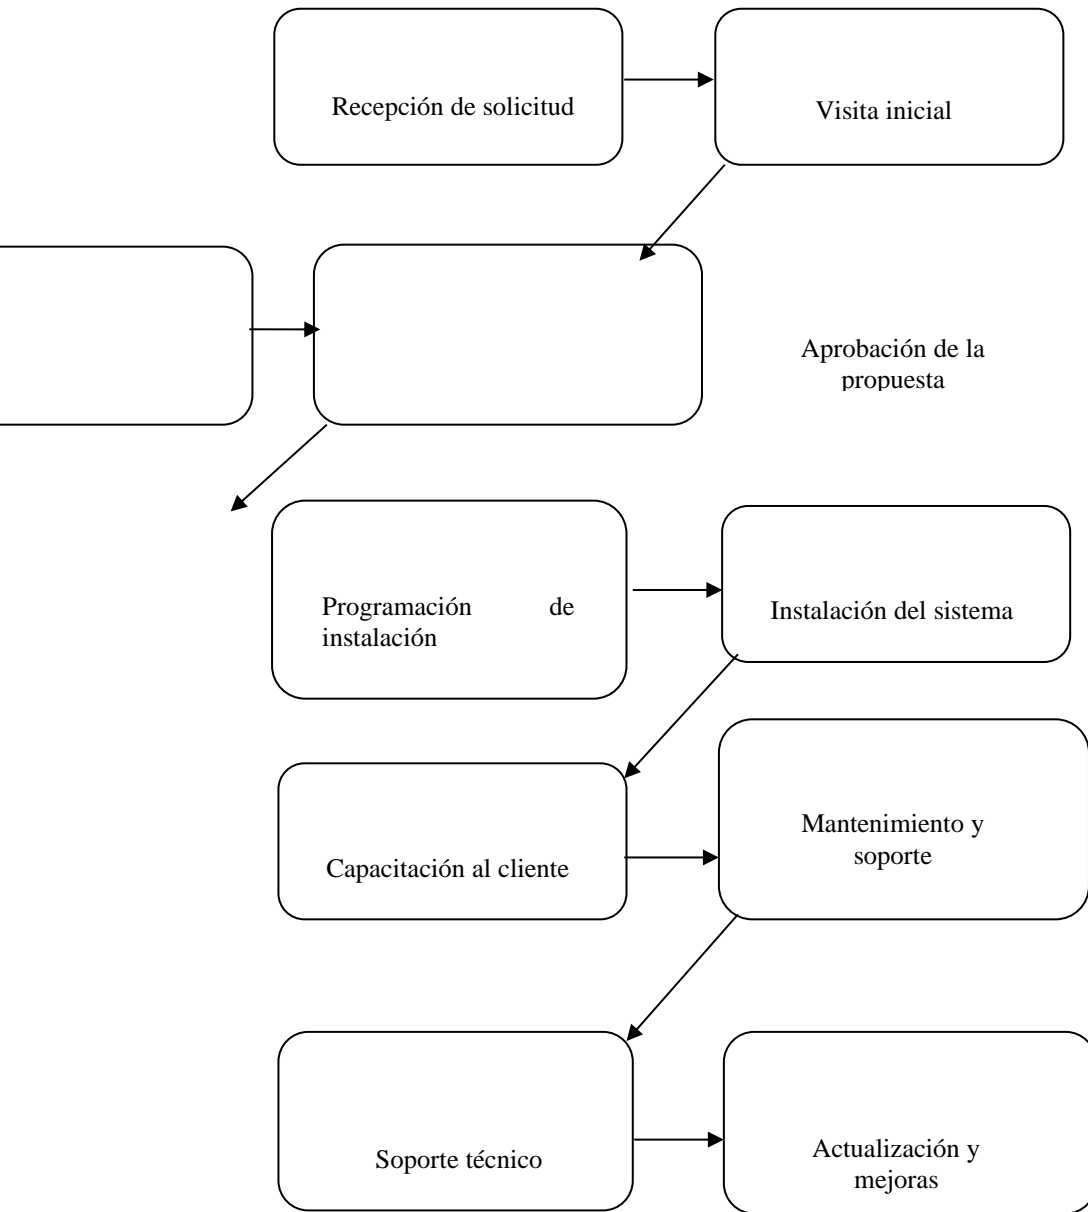 Recepción de solicitud
Visita inicial
Aprobación de la
propuesta
Programación de
instalación
Instalación del sistema
Mantenimiento y
soporte
Capacitación al cliente
Soporte técnico
Actualización y
mejoras